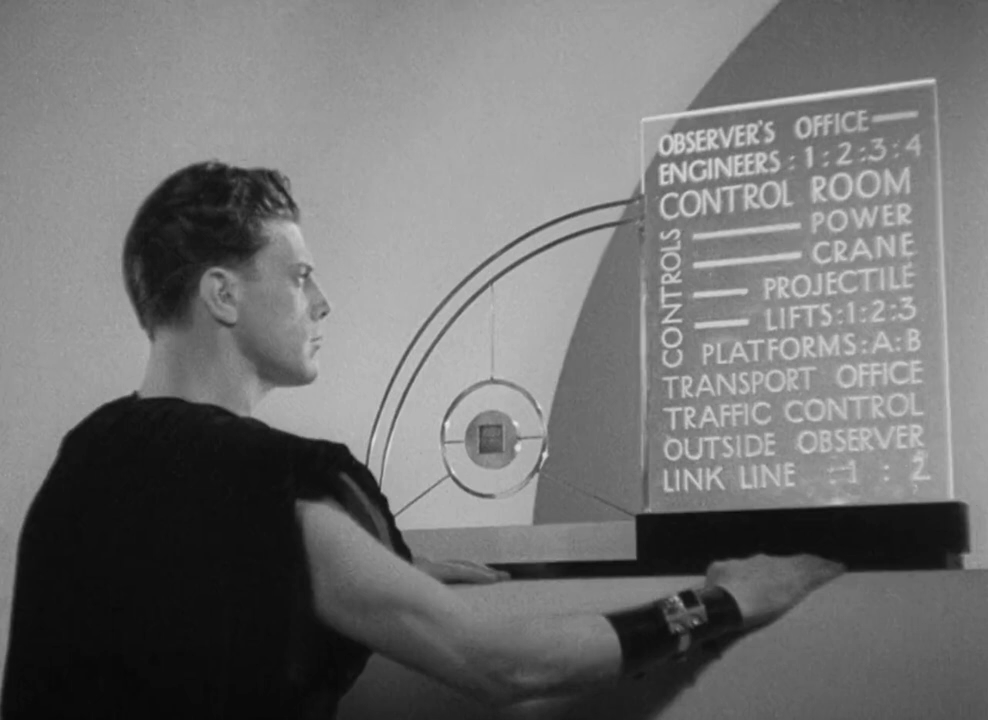 OBSERVER'S OFFICE —
ENGINEERS : 1 : 2 : 3 : 4
CONTROL ROOM
CONTROLS
— POWER
— CRANE
— PROJECTILE
— LIFTS : 1 : 2 : 3
PLATFORMS : A : B
TRANSPORT OFFICE
TRAFFIC CONTROL
OUTSIDE OBSERVER
LINK LINE : 1 : 2